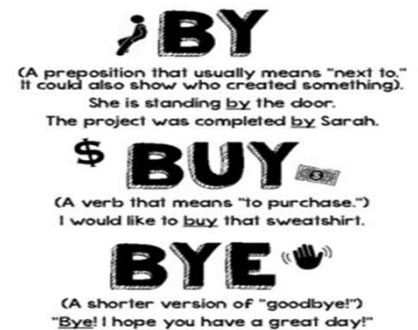 BY
(A preposition that usually means "next to."
It could also show who created something).
She is standing by the door.
The project was completed by Sarah.
$ BUY
(A verb that means "to purchase.")
I would like to buy that sweatshirt.
BYE
(A shorter version of "goodbye!")
"Bye! I hope you have a great day!"